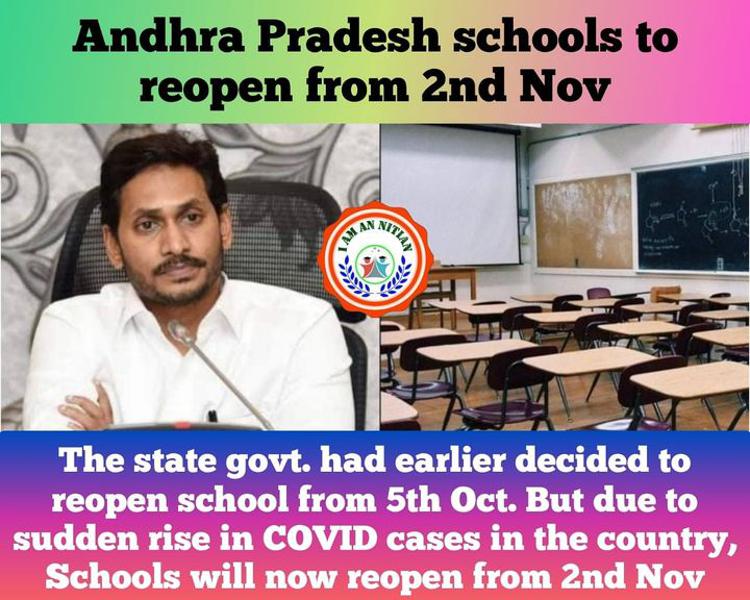 Andhra Pradesh schools to
reopen from 2nd Nov
I AM AN NITIAN
The state govt. had earlier decided to
reopen school from 5th Oct. But due to
sudden rise in COVID cases in the country,
Schools will now reopen from 2nd Nov